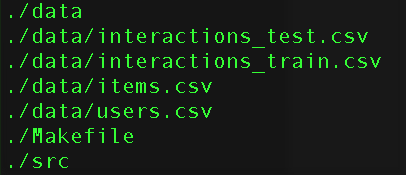 ./data
./data/interactions_test.csv
./data/interactions_train.csv
./data/items.csv
./data/users.csv
./Makefile
./src